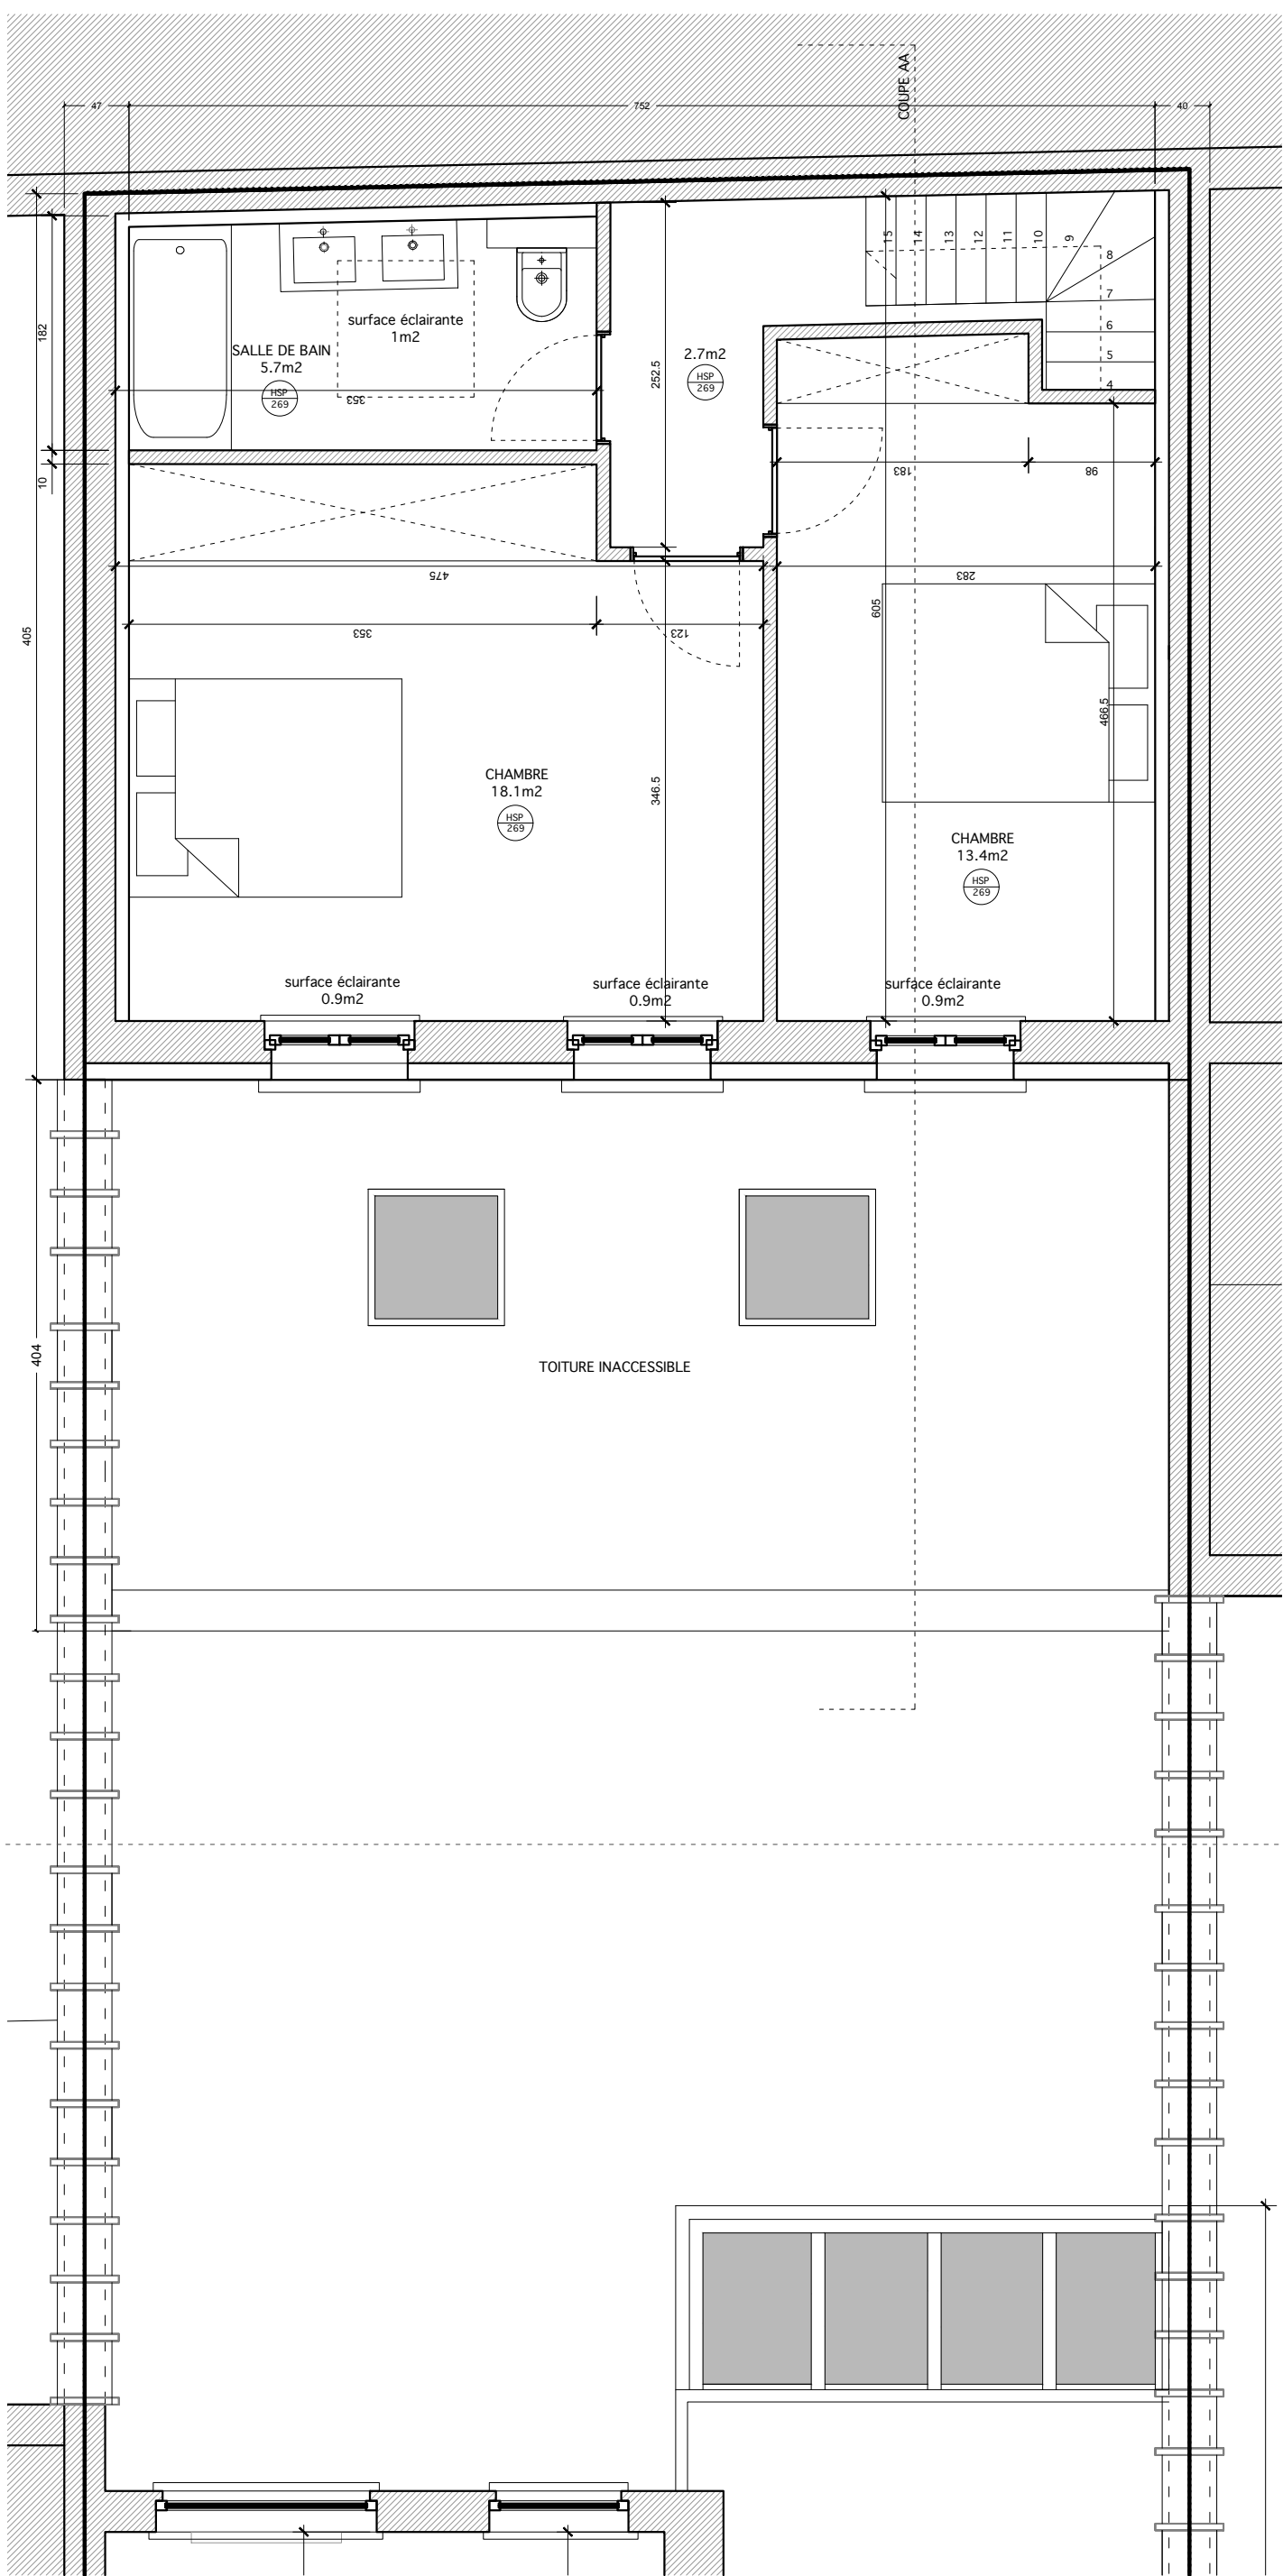 COUPE AA
47
752
40
15
14
13
12
11
10
9
8
7
6
5
4
surface éclairante
1m2
182
SALLE DE BAIN
5.7m2
HSP
269
353
252.5
2.7m2
HSP
269
10
183
98
475
283
353
123
605
405
466.5
CHAMBRE
18.1m2
HSP
269
346.5
CHAMBRE
13.4m2
HSP
269
surface éclairante
0.9m2
surface éclairante
0.9m2
surface éclairante
0.9m2
404
TOITURE INACCESSIBLE